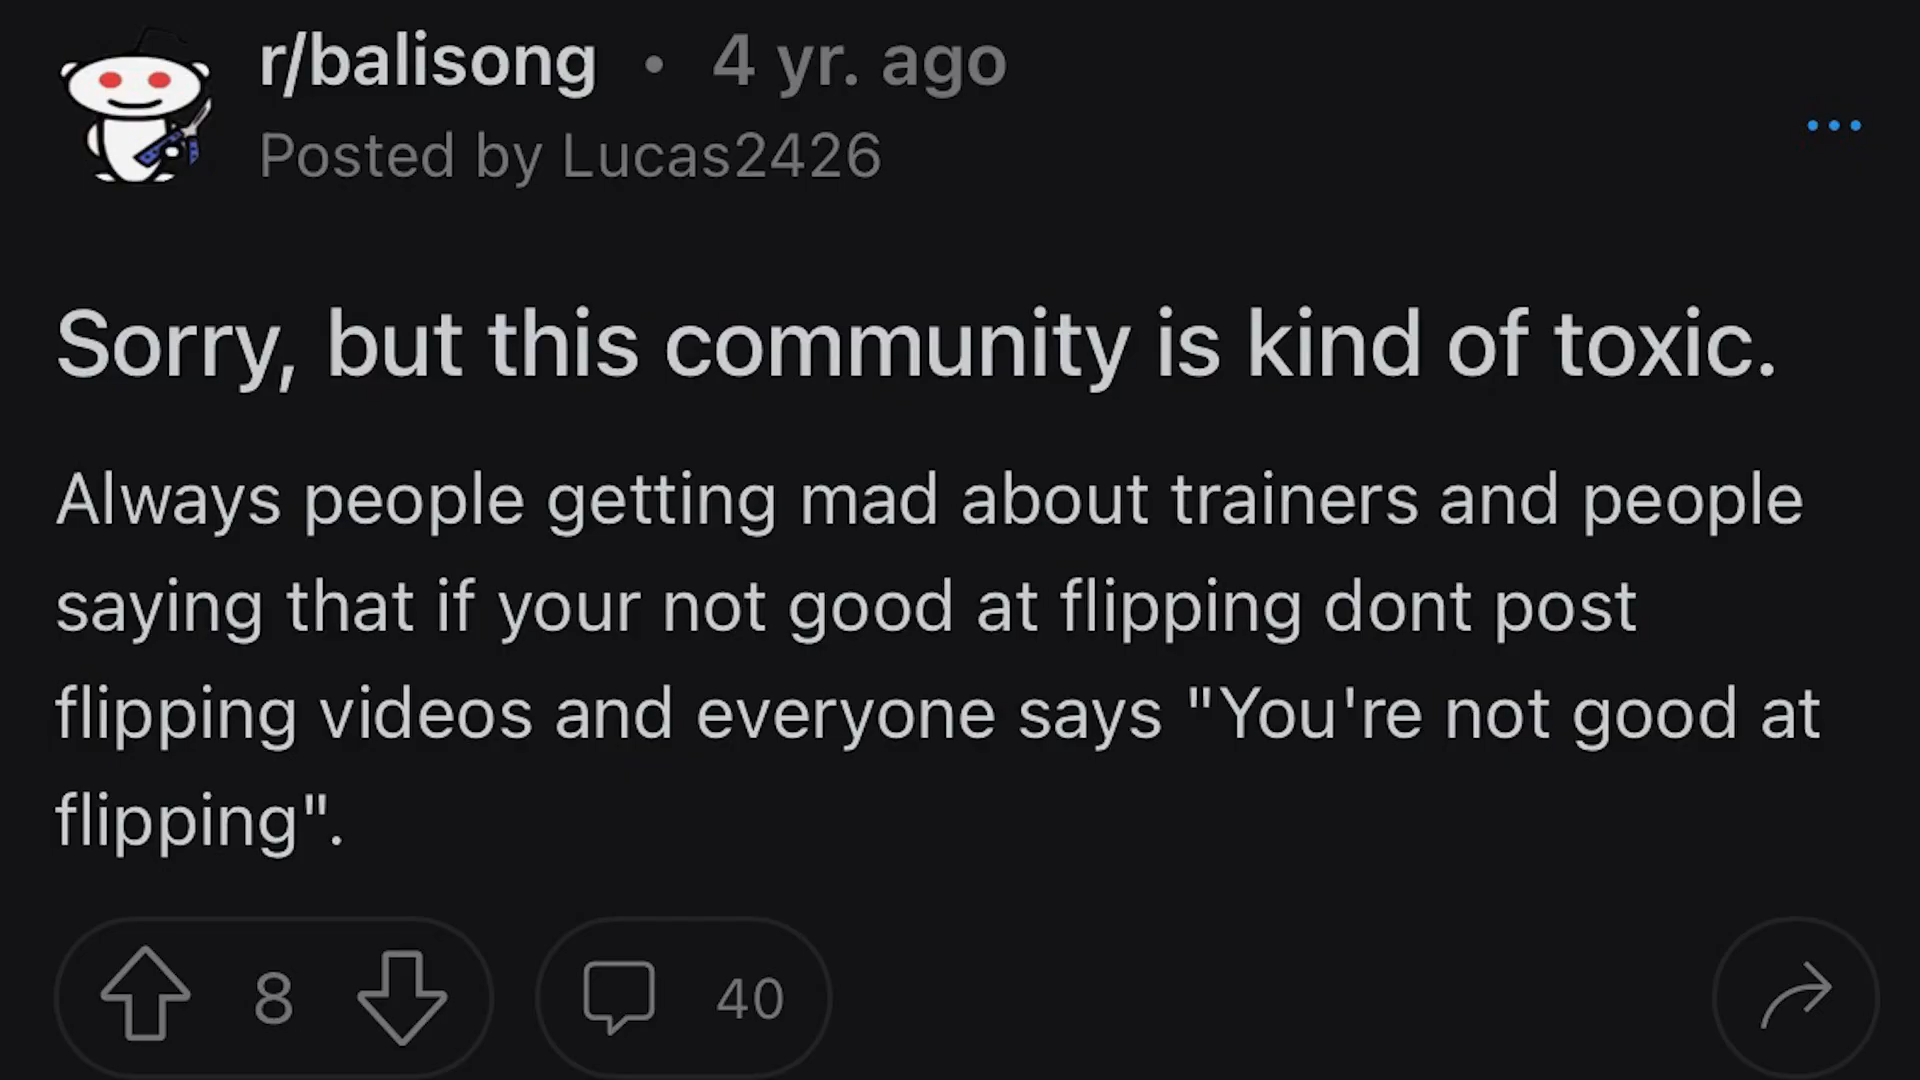 r/balisong • 4 yr. ago
Posted by Lucas2426
Sorry, but this community is kind of toxic.
Always people getting mad about trainers and people
saying that if your not good at flipping dont post
flipping videos and everyone says "You're not good at
flipping".
8 40